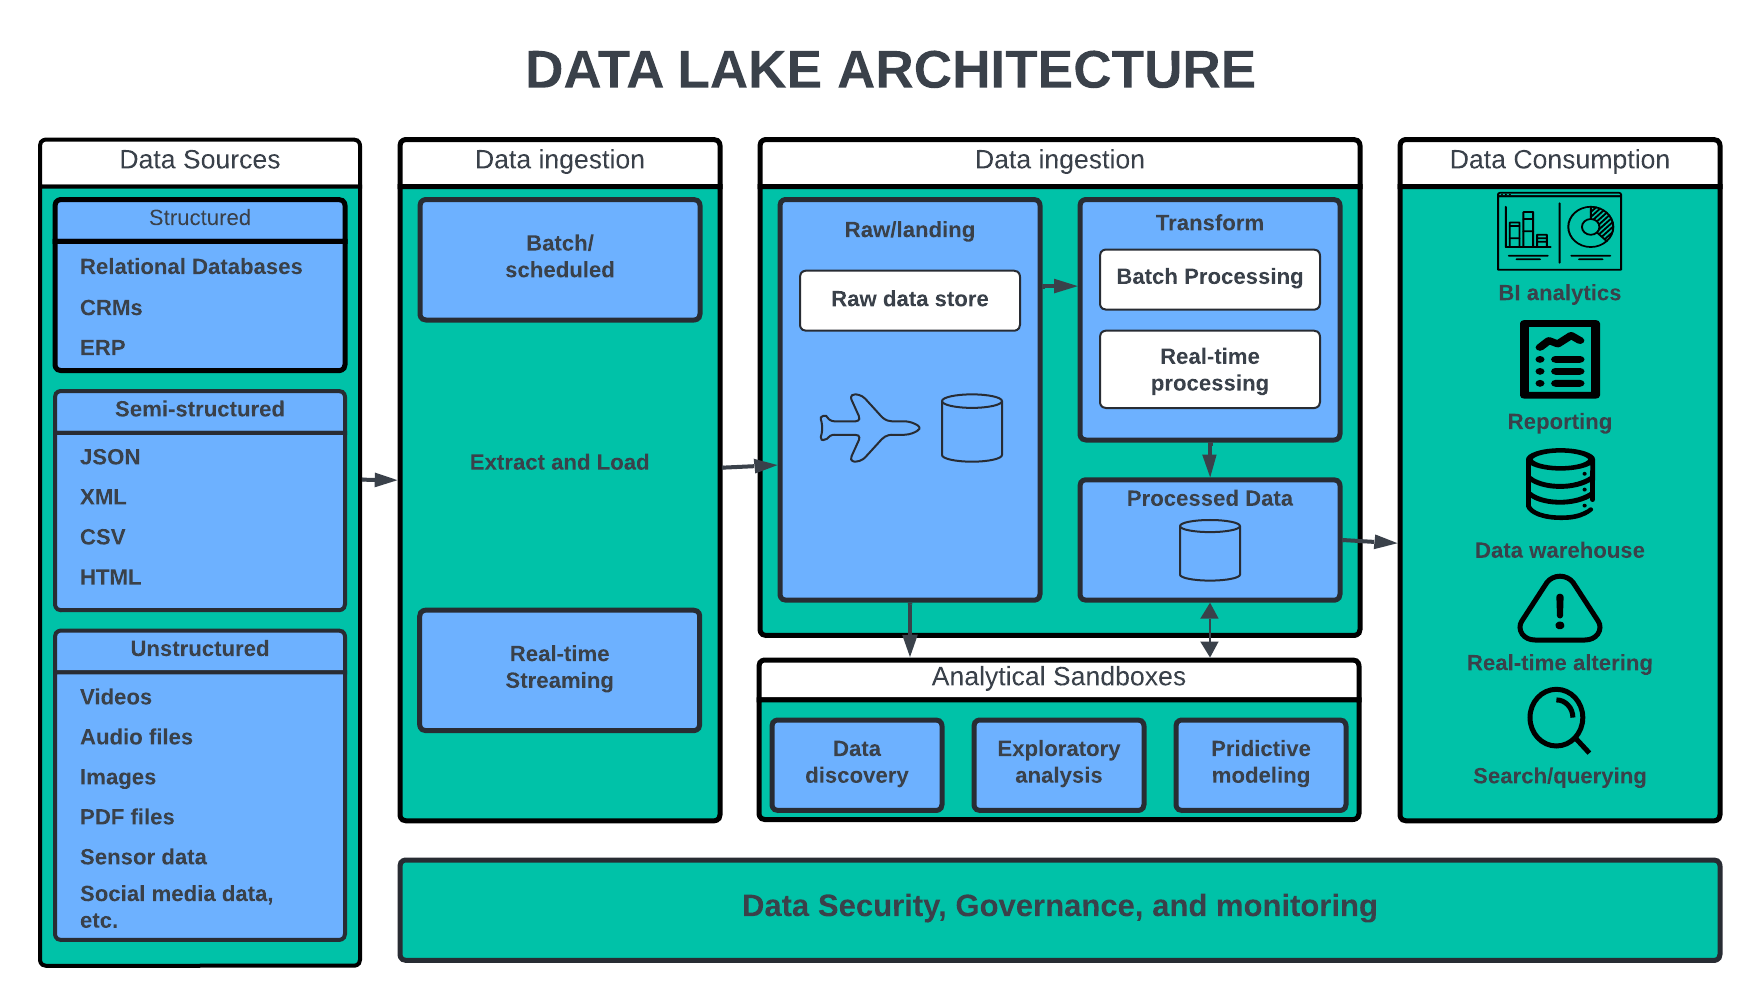 DATA LAKE ARCHITECTURE
Data Sources
Structured
Relational Databases
CRMs
ERP
Semi-structured
JSON
XML
CSV
HTML
Unstructured
Videos
Audio files
Images
PDF files
Sensor data
Social media data,
etc.
Data ingestion
Batch/
scheduled
Extract and Load
Real-time
Streaming
Data ingestion
Raw/landing
Raw data store
Transform
Batch Processing
Real-time
processing
Processed Data
Analytical Sandboxes
Data
discovery
Exploratory
analysis
Pridictive
modeling
Data Consumption
BI analytics
Reporting
Data warehouse
Real-time altering
Search/querying
Data Security, Governance, and monitoring